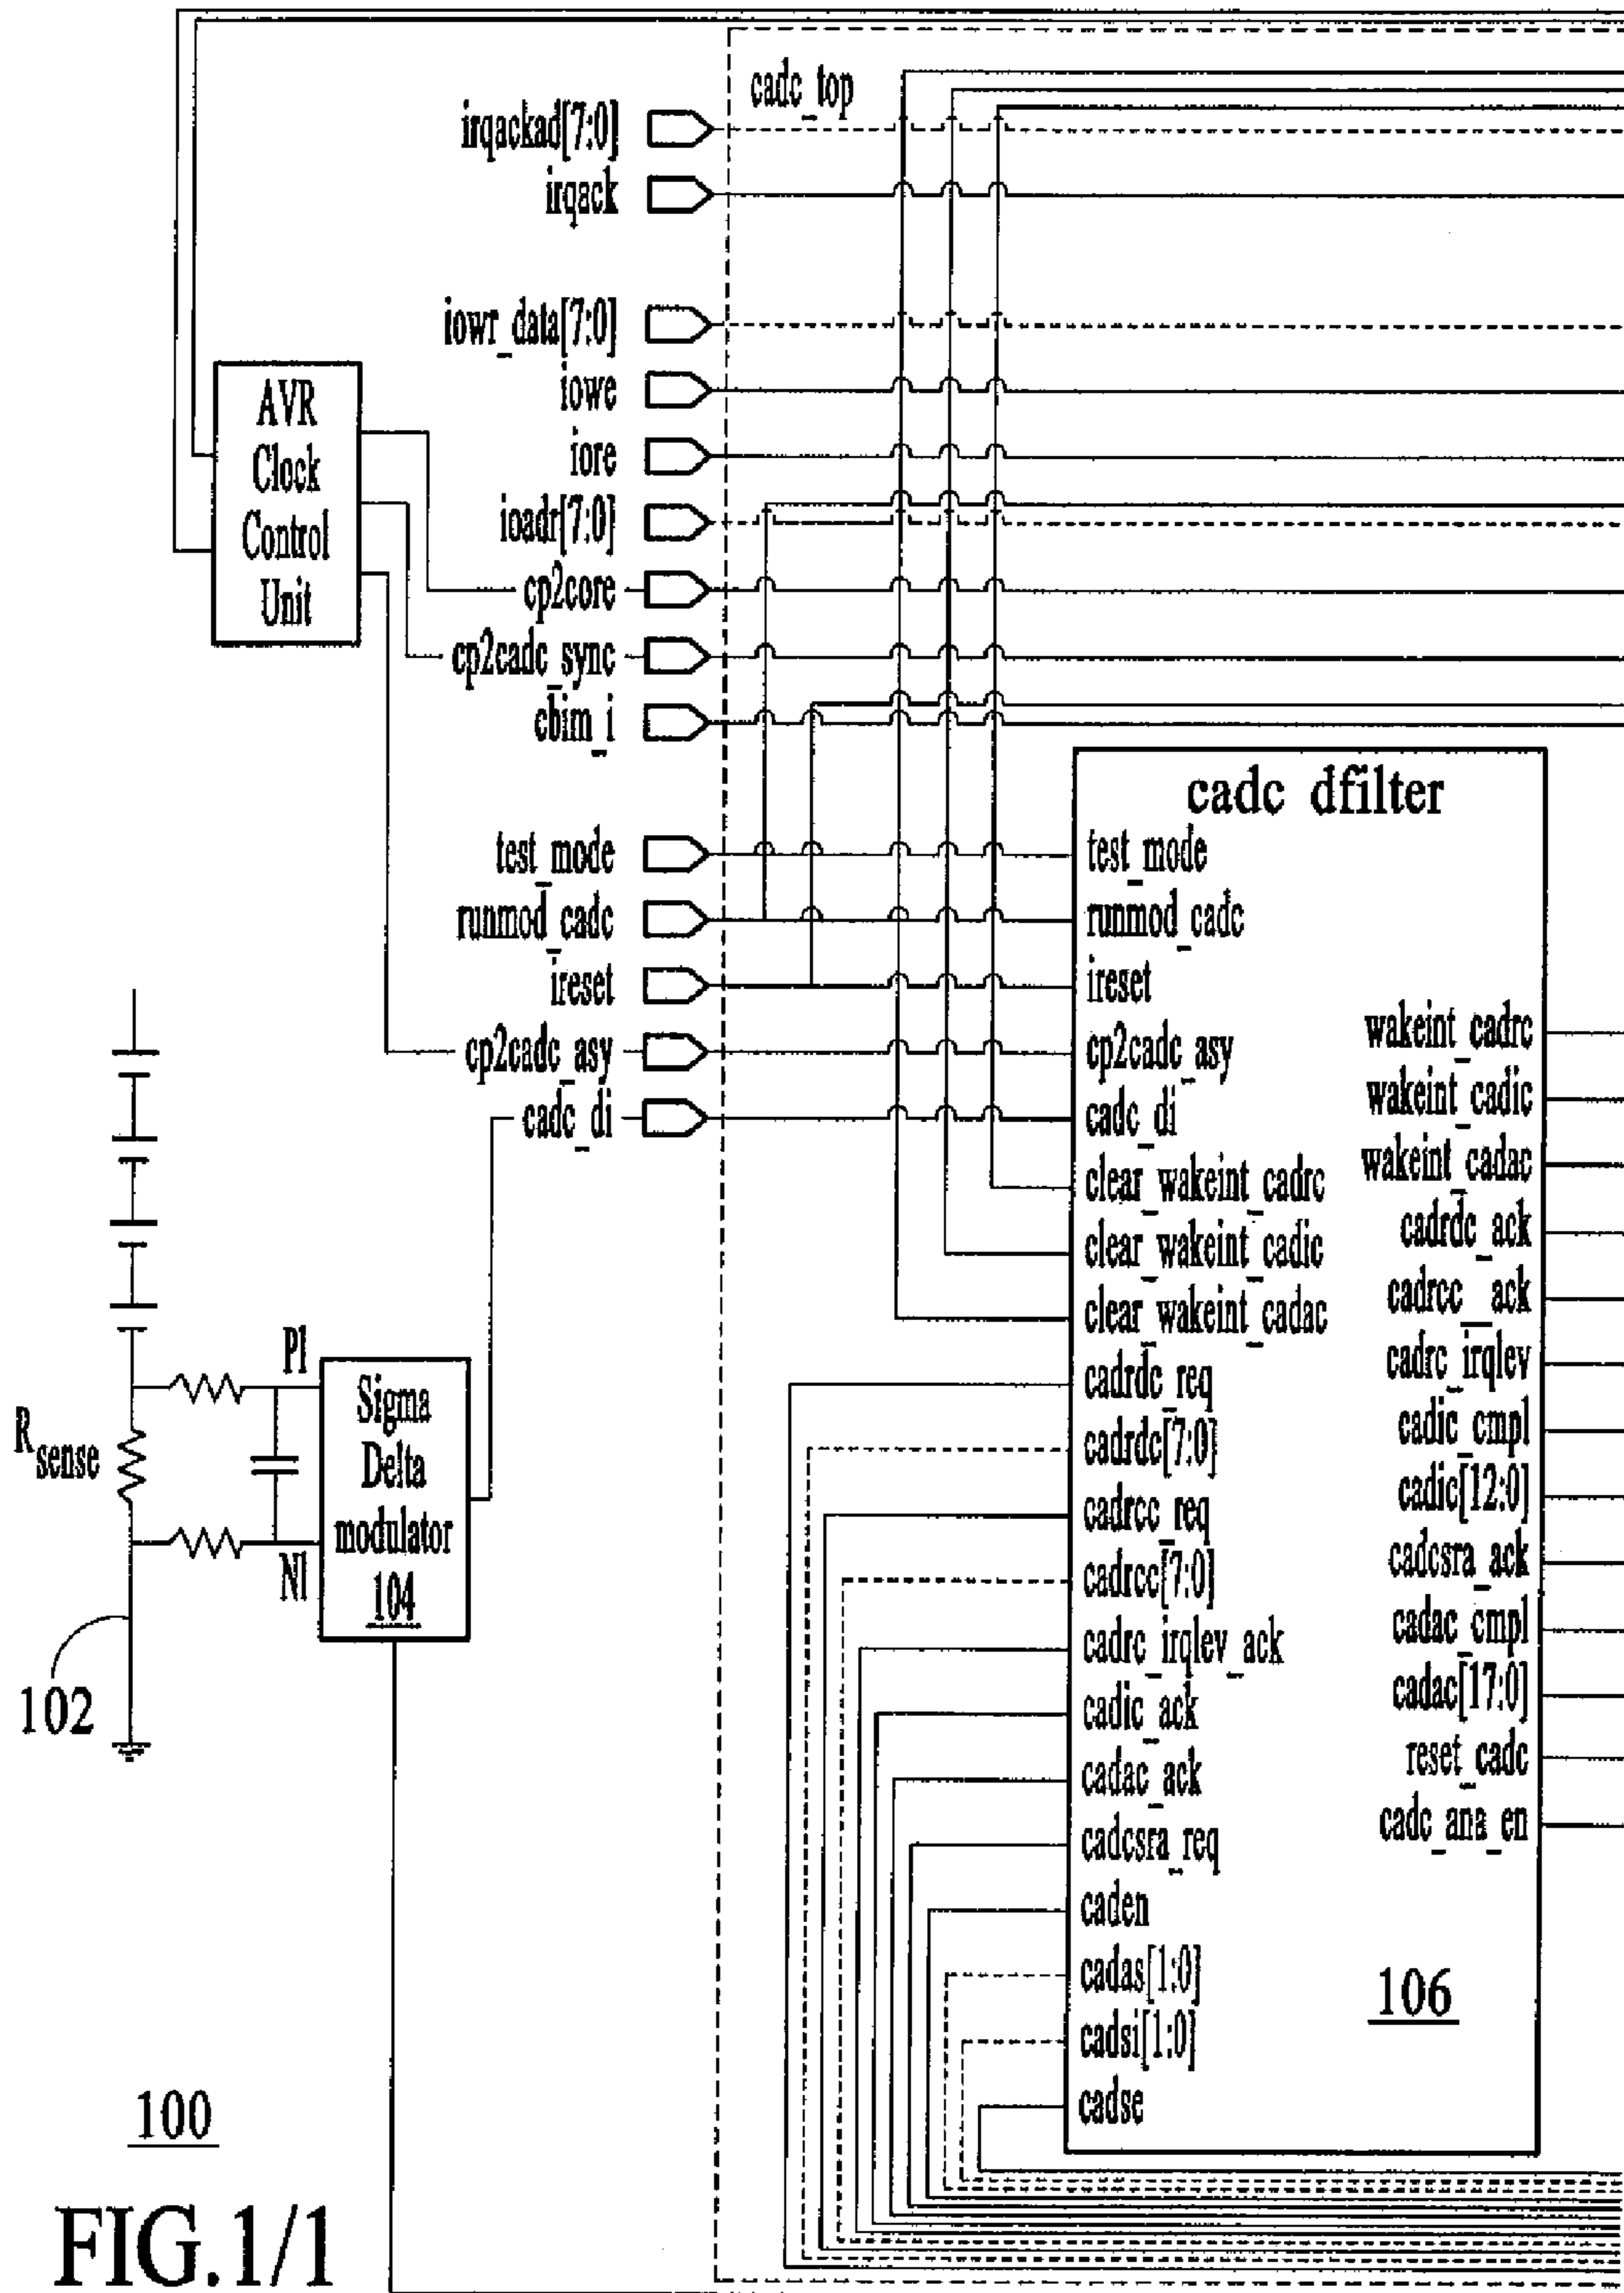 cadc_top
irqackad[7:0]
irqack
iowr_data[7:0]
iowe
iore
ioadr[7:0]
cp2core
cp2cadc_sync
cbim_i
AVR
Clock
Control
Unit
test_mode
runmod_cadc
ireset
cp2cadc_asy
cadc_di
cadc dfilter
test_mode
runmod_cadc
ireset
cp2cadc_asy
cadc_di
clear_wakeint_cadrc
clear_wakeint_cadic
clear_wakeint_cadac
cadrdc_req
cadrdc[7:0]
cadrcc_req
cadrcc[7:0]
cadrc_irqlev_ack
cadic_ack
cadac_ack
cadcsra_req
caden
cadas[1:0]
cadsi[1:0]
cadse
wakeint_cadrc
wakeint_cadic
wakeint_cadac
cadrdc_ack
cadrcc_ack
cadrc_irqlev
cadic_cmpl
cadic[12:0]
cadcsra_ack
cadac_cmpl
cadac[17:0]
reset_cadc
cadc_ana_en
106
Rsense
P1
N1
Sigma
Delta
modulator
104
102
100
FIG.1/1